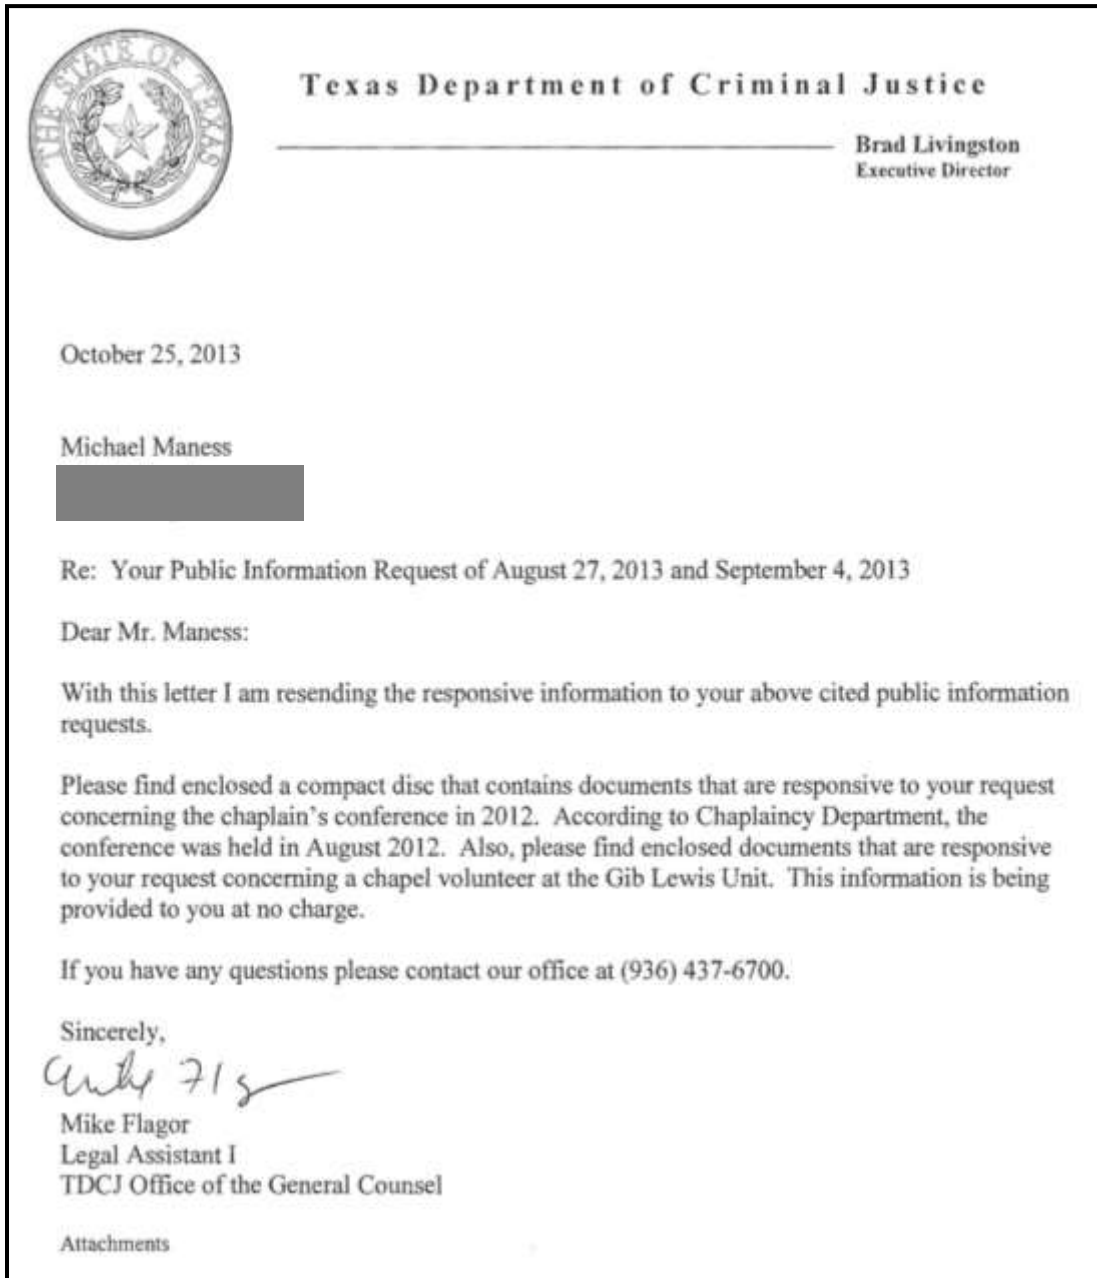 THE STATE OF TEXAS
Texas Department of Criminal Justice
Brad Livingston
Executive Director
October 25, 2013
Michael Maness
Re: Your Public Information Request of August 27, 2013 and September 4, 2013
Dear Mr. Maness:
With this letter I am resending the responsive information to your above cited public information
requests.
Please find enclosed a compact disc that contains documents that are responsive to your request
concerning the chaplain's conference in 2012. According to Chaplaincy Department, the
conference was held in August 2012. Also, please find enclosed documents that are responsive
to your request concerning a chapel volunteer at the Gib Lewis Unit. This information is being
provided to you at no charge.
If you have any questions please contact our office at (936) 437-6700.
Sincerely,
Mike Flagor
Legal Assistant I
TDCJ Office of the General Counsel
Attachments